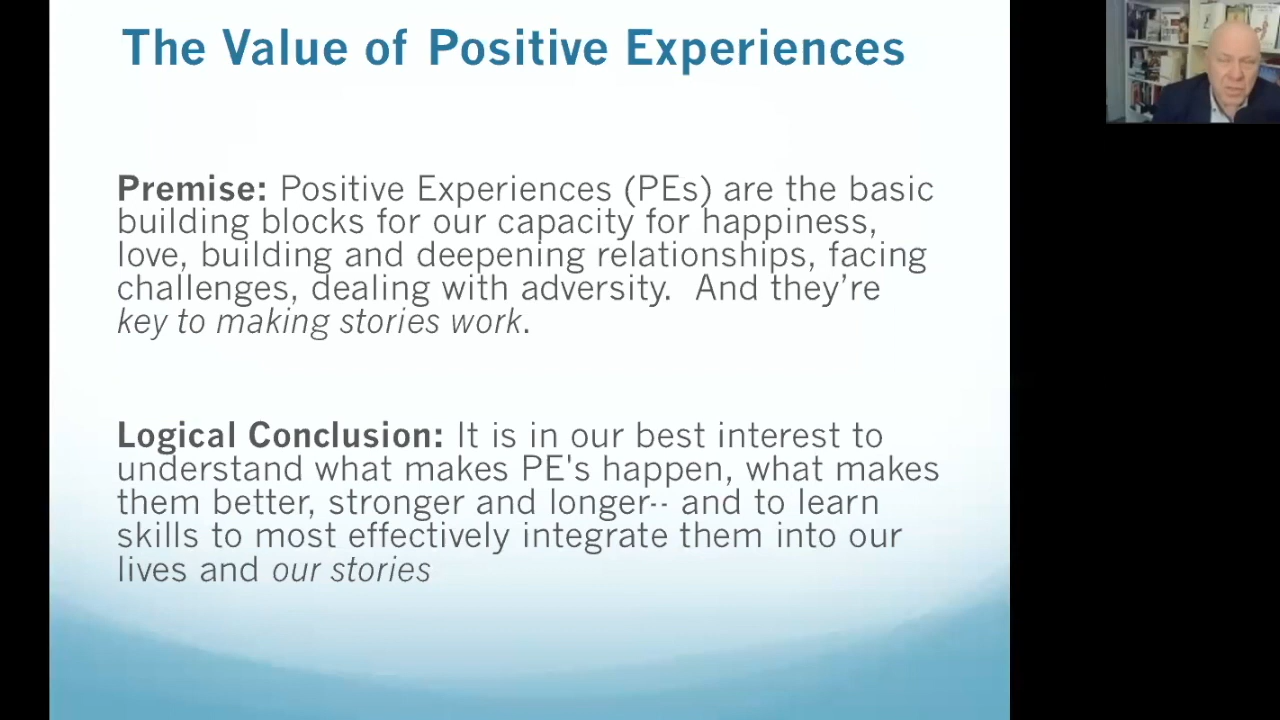 The Value of Positive Experiences
Premise: Positive Experiences (PEs) are the basic
building blocks for our capacity for happiness,
love, building and deepening relationships, facing
challenges, dealing with adversity.  And they’re
key to making stories work.
Logical Conclusion: It is in our best interest to
understand what makes PE's happen, what makes
them better, stronger and longer-- and to learn
skills to most effectively integrate them into our
lives and our stories